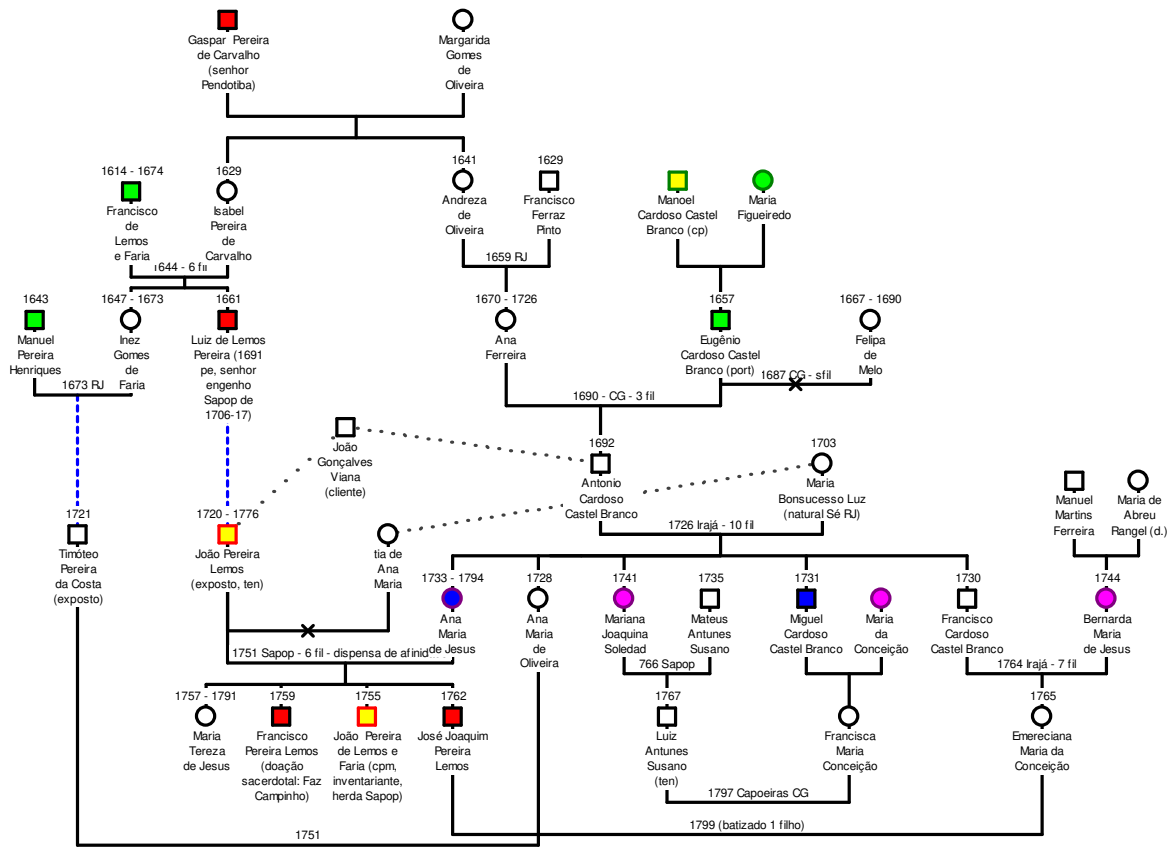 Gaspar Pereira
de Carvalho
(senhor
Pendotiba)
Margarida
Gomes
de
Oliveira
1614 - 1674
Francisco
de
Lemos
e Faria
1629
Isabel
Pereira
de
Carvalho
1641
Andreza
de
Oliveira
1629
Francisco
Ferraz
Pinto
Manoel
Cardoso Castel
Branco (cp)
Maria
Figueiredo
1644 - 6 fil
1659 RJ
1643
Manuel
Pereira
Henriques
1647 - 1673
Inez
Gomes
de
Faria
1661
Luiz de Lemos
Pereira (1691
pe, senhor
engenho
Sapop de
1706-17)
1670 - 1726
Ana
Ferreira
1657
Eugênio
Cardoso Castel
Branco (port)
1667 - 1690
Felipa
de
Melo
1673 RJ
1687 CG - sfil
1690 - CG - 3 fil
João
Gonçalves
Viana
(cliente)
1692
Antonio
Cardoso
Castel Branco
1703
Maria
Bonsucesso Luz
(natural Sé RJ)
Manuel
Martins
Ferreira
Maria de
Abreu
Rangel (d.)
1721
Timóteo
Pereira
da Costa
(exposto)
1720 - 1776
João Pereira
Lemos
(exposto, ten)
tia de
Ana
Maria
1726 Irajá - 10 fil
1733 - 1794
Ana
Maria
de Jesus
1728
Ana
Maria
de
Oliveira
1741
Mariana
Joaquina
Soledad
1735
Mateus
Antunes
Susano
1731
Miguel
Cardoso
Castel Branco
Maria
da
Conceição
1730
Francisco
Cardoso
Castel Branco
1744
Bernarda
Maria
de Jesus
1751 Sapop - 6 fil - dispensa de afinid
766 Sapop
1764 Irajá - 7 fil
1757 - 1791
Maria
Tereza
de Jesus
1759
Francisco
Pereira Lemos
(doação
sacerdotal: Faz
Campinho)
1755
João Pereira
de Lemos e
Faria (cpm,
inventariante,
herda Sapop)
1762
José Joaquim
Pereira
Lemos
1767
Luiz
Antunes
Susano
(ten)
Francisca
Maria
Conceição
1765
Emereciana
Maria da
Conceição
1797 Capoeiras CG
1799 (batizado 1 filho)
1751